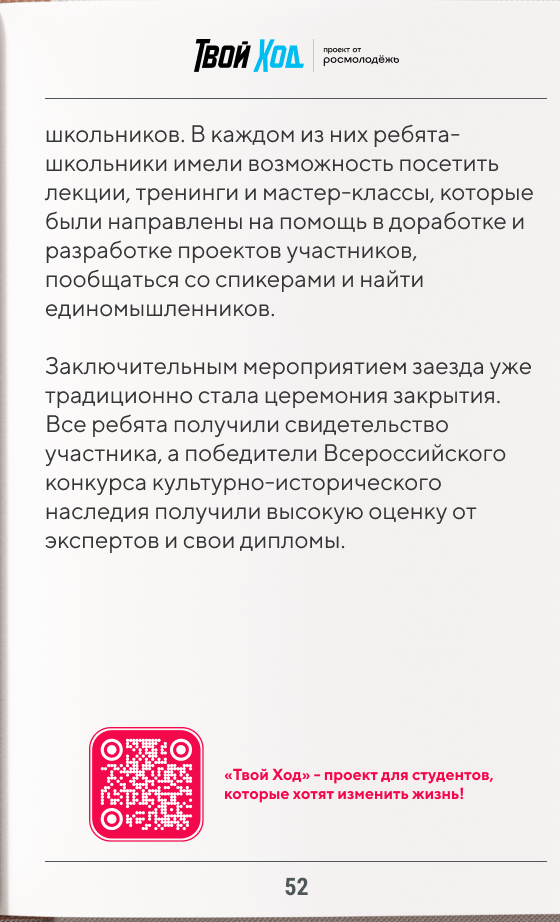 Твой Ход
проект от
росмолодёжь
школьников. В каждом из них ребята-
школьники имели возможность посетить
лекции, тренинги и мастер-классы, которые
были направлены на помощь в доработке и
разработке проектов участников,
пообщаться со спикерами и найти
единомышленников.
Заключительным мероприятием заезда уже
традиционно стала церемония закрытия.
Все ребята получили свидетельство
участника, а победители Всероссийского
конкурса культурно-исторического
наследия получили высокую оценку от
экспертов и свои дипломы.
«Твой Ход» - проект для студентов,
которые хотят изменить жизнь!
52